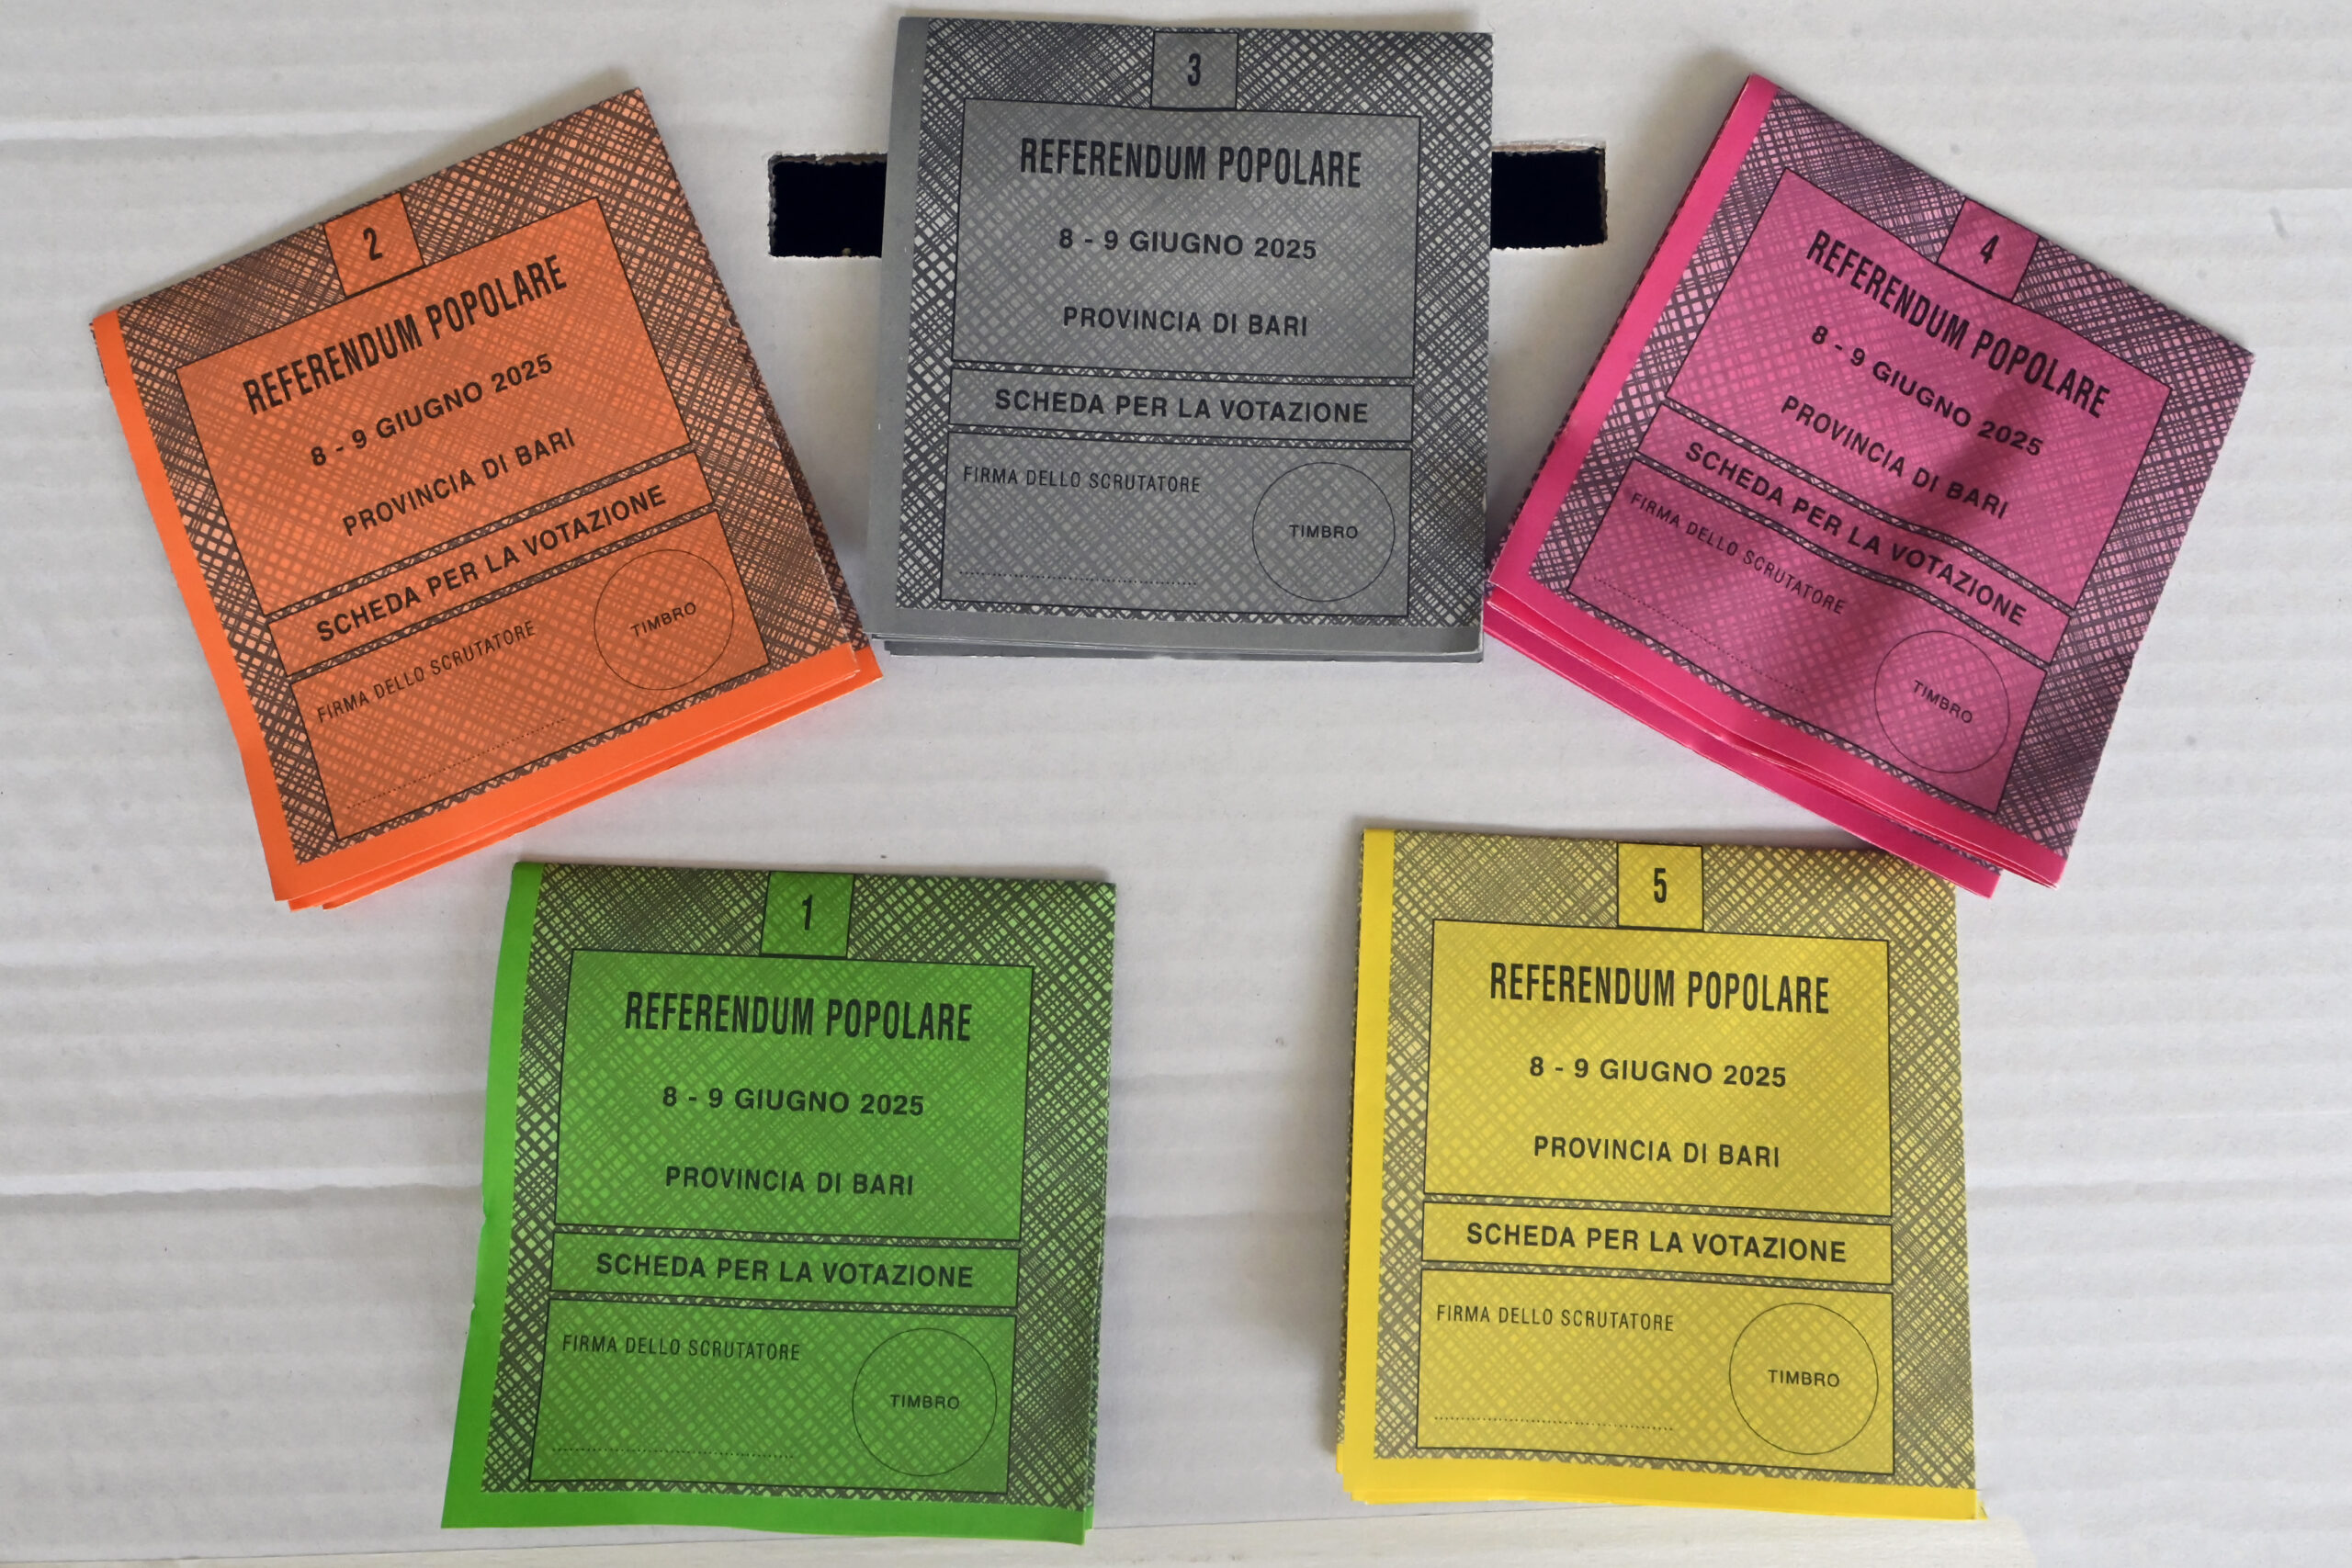 2
REFERENDUM POPOLARE
8 - 9 GIUGNO 2025
PROVINCIA DI BARI
SCHEDA PER LA VOTAZIONE
FIRMA DELLO SCRUTATORE
TIMBRO
3
REFERENDUM POPOLARE
8 - 9 GIUGNO 2025
PROVINCIA DI BARI
SCHEDA PER LA VOTAZIONE
FIRMA DELLO SCRUTATORE
TIMBRO
4
REFERENDUM POPOLARE
8 - 9 GIUGNO 2025
PROVINCIA DI BARI
SCHEDA PER LA VOTAZIONE
FIRMA DELLO SCRUTATORE
TIMBRO
1
REFERENDUM POPOLARE
8 - 9 GIUGNO 2025
PROVINCIA DI BARI
SCHEDA PER LA VOTAZIONE
FIRMA DELLO SCRUTATORE
TIMBRO
5
REFERENDUM POPOLARE
8 - 9 GIUGNO 2025
PROVINCIA DI BARI
SCHEDA PER LA VOTAZIONE
FIRMA DELLO SCRUTATORE
TIMBRO